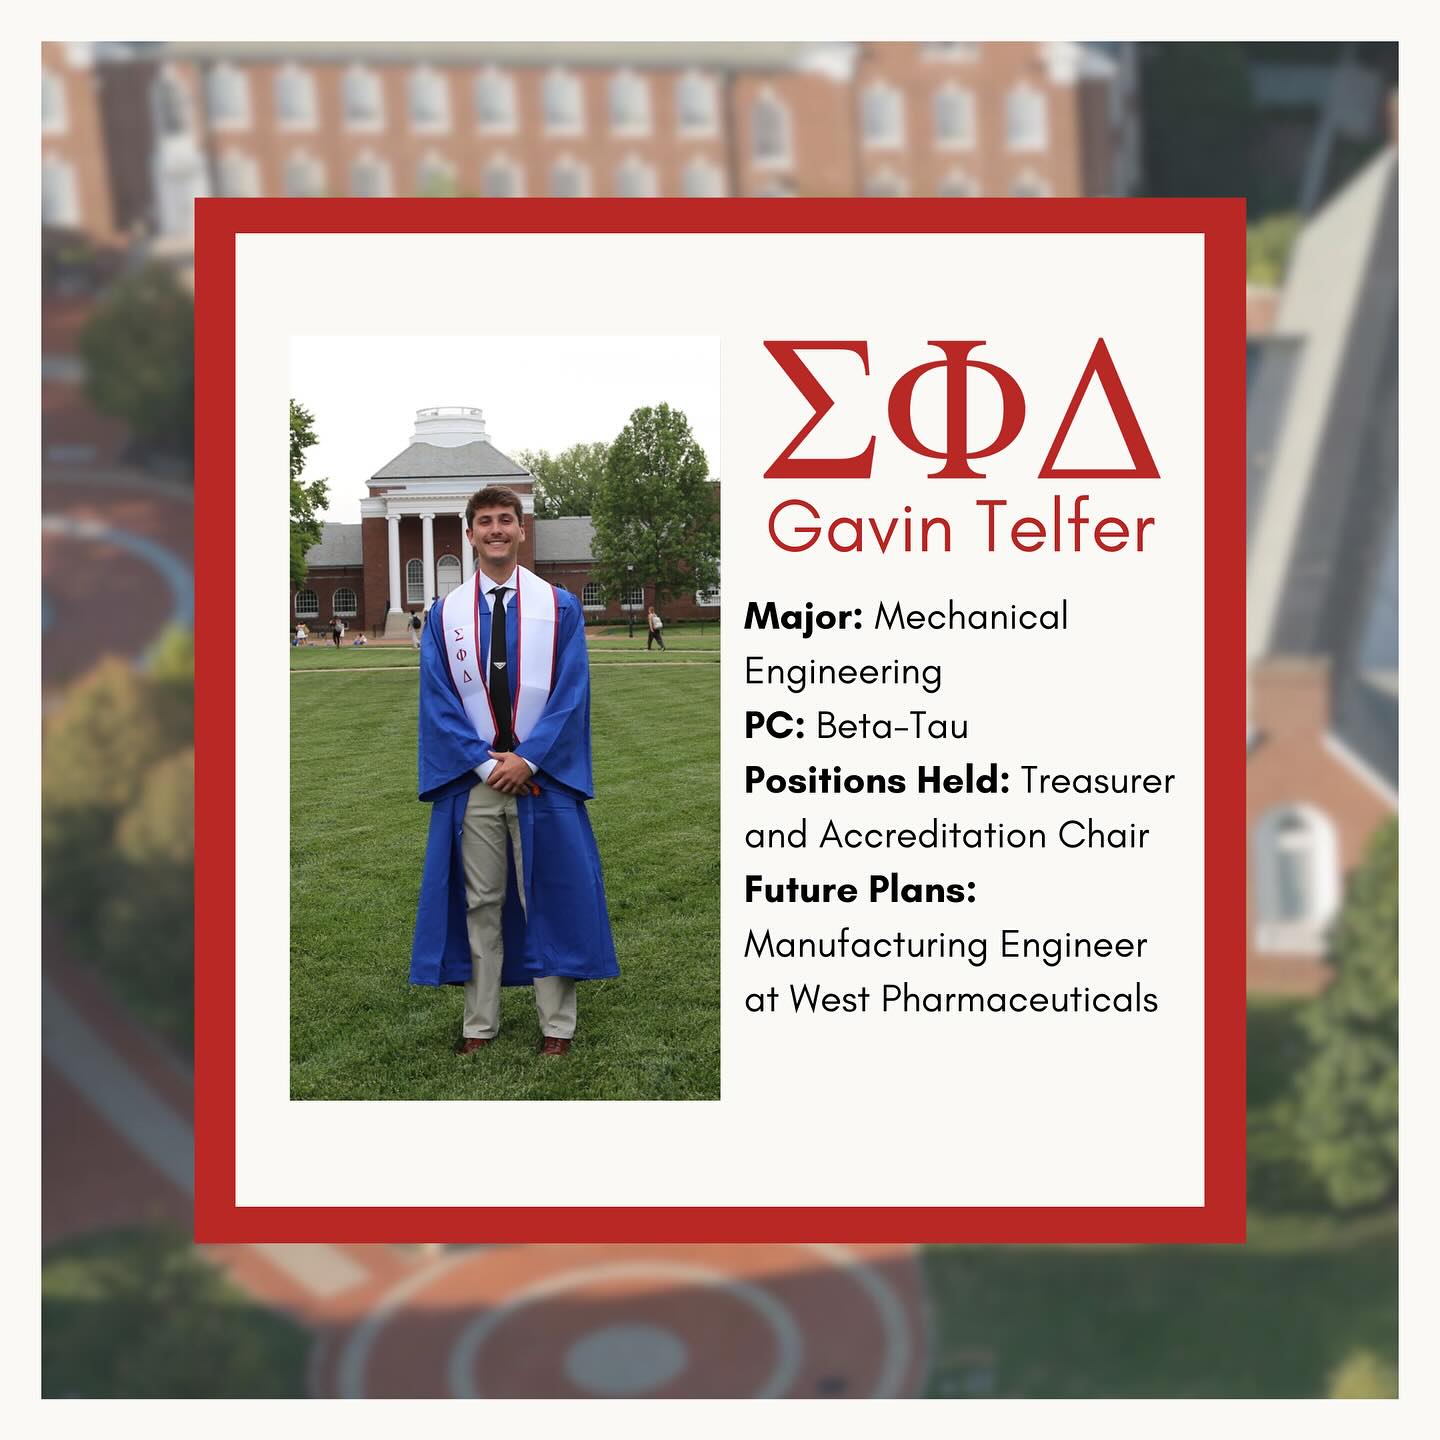 ΣΦΔ
Gavin Telfer
Major: Mechanical
Engineering
PC: Beta-Tau
Positions Held: Treasurer
and Accreditation Chair
Future Plans:
Manufacturing Engineer
at West Pharmaceuticals
Σ
Φ
Δ